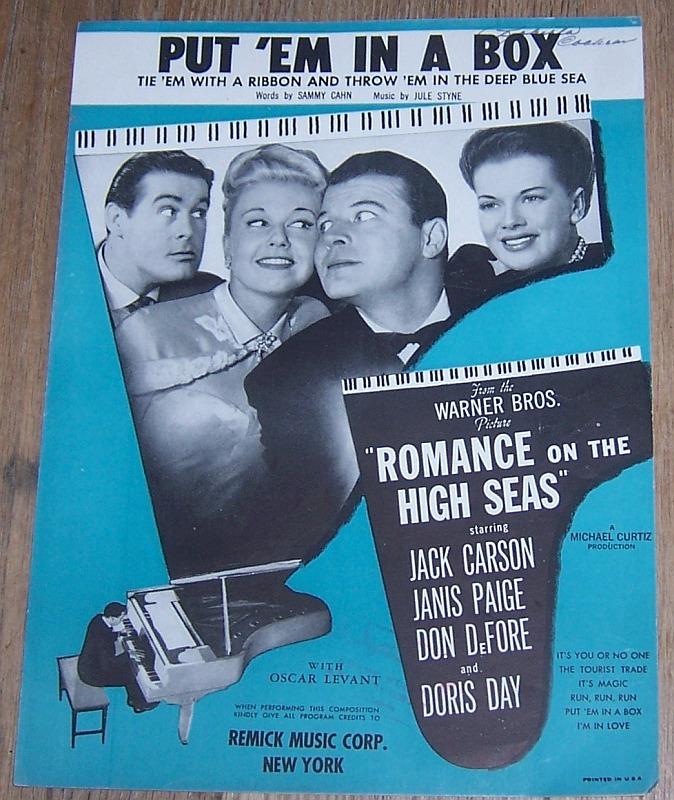 PUT 'EM IN A BOX
TIE 'EM WITH A RIBBON AND THROW 'EM IN THE DEEP BLUE SEA
Words by SAMMY CAHN Music by JULE STYNE
From the
WARNER BROS.
Picture
"ROMANCE ON THE
HIGH SEAS"
starring
JACK CARSON
JANIS PAIGE
DON DeFORE
and
DORIS DAY
A
MICHAEL CURTIZ
PRODUCTION
WITH
OSCAR LEVANT
WHEN PERFORMING THIS COMPOSITION
KINDLY GIVE ALL PROGRAM CREDITS TO
REMICK MUSIC CORP.
NEW YORK
IT'S YOU OR NO ONE
THE TOURIST TRADE
IT'S MAGIC
RUN, RUN, RUN
PUT 'EM IN A BOX
I'M IN LOVE
PRINTED IN U.S.A.